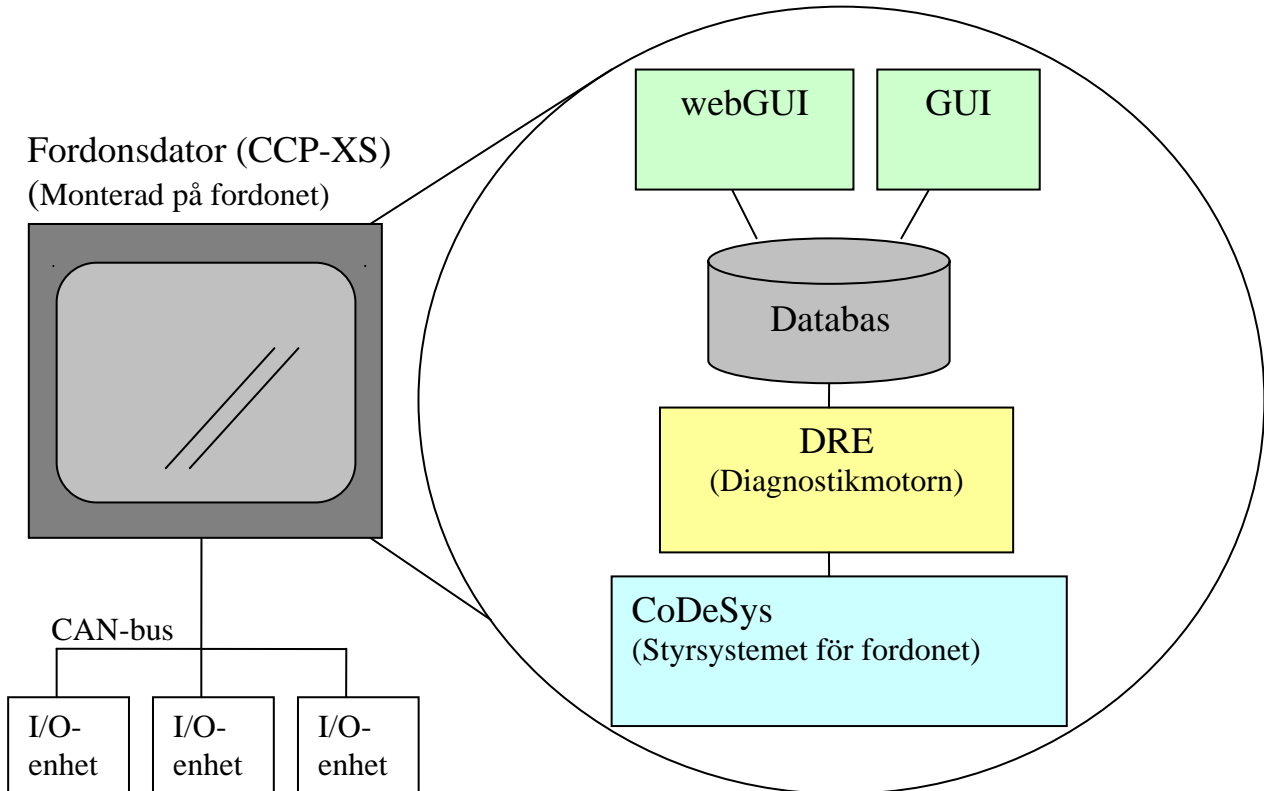 Fordonsdator (CCP-XS)
(Monterad på fordonet)
CAN-bus
I/O-
enhet
I/O-
enhet
I/O-
enhet
webGUI
GUI
Databas
DRE
(Diagnostikmotorn)
CoDeSys
(Styrsystemet för fordonet)